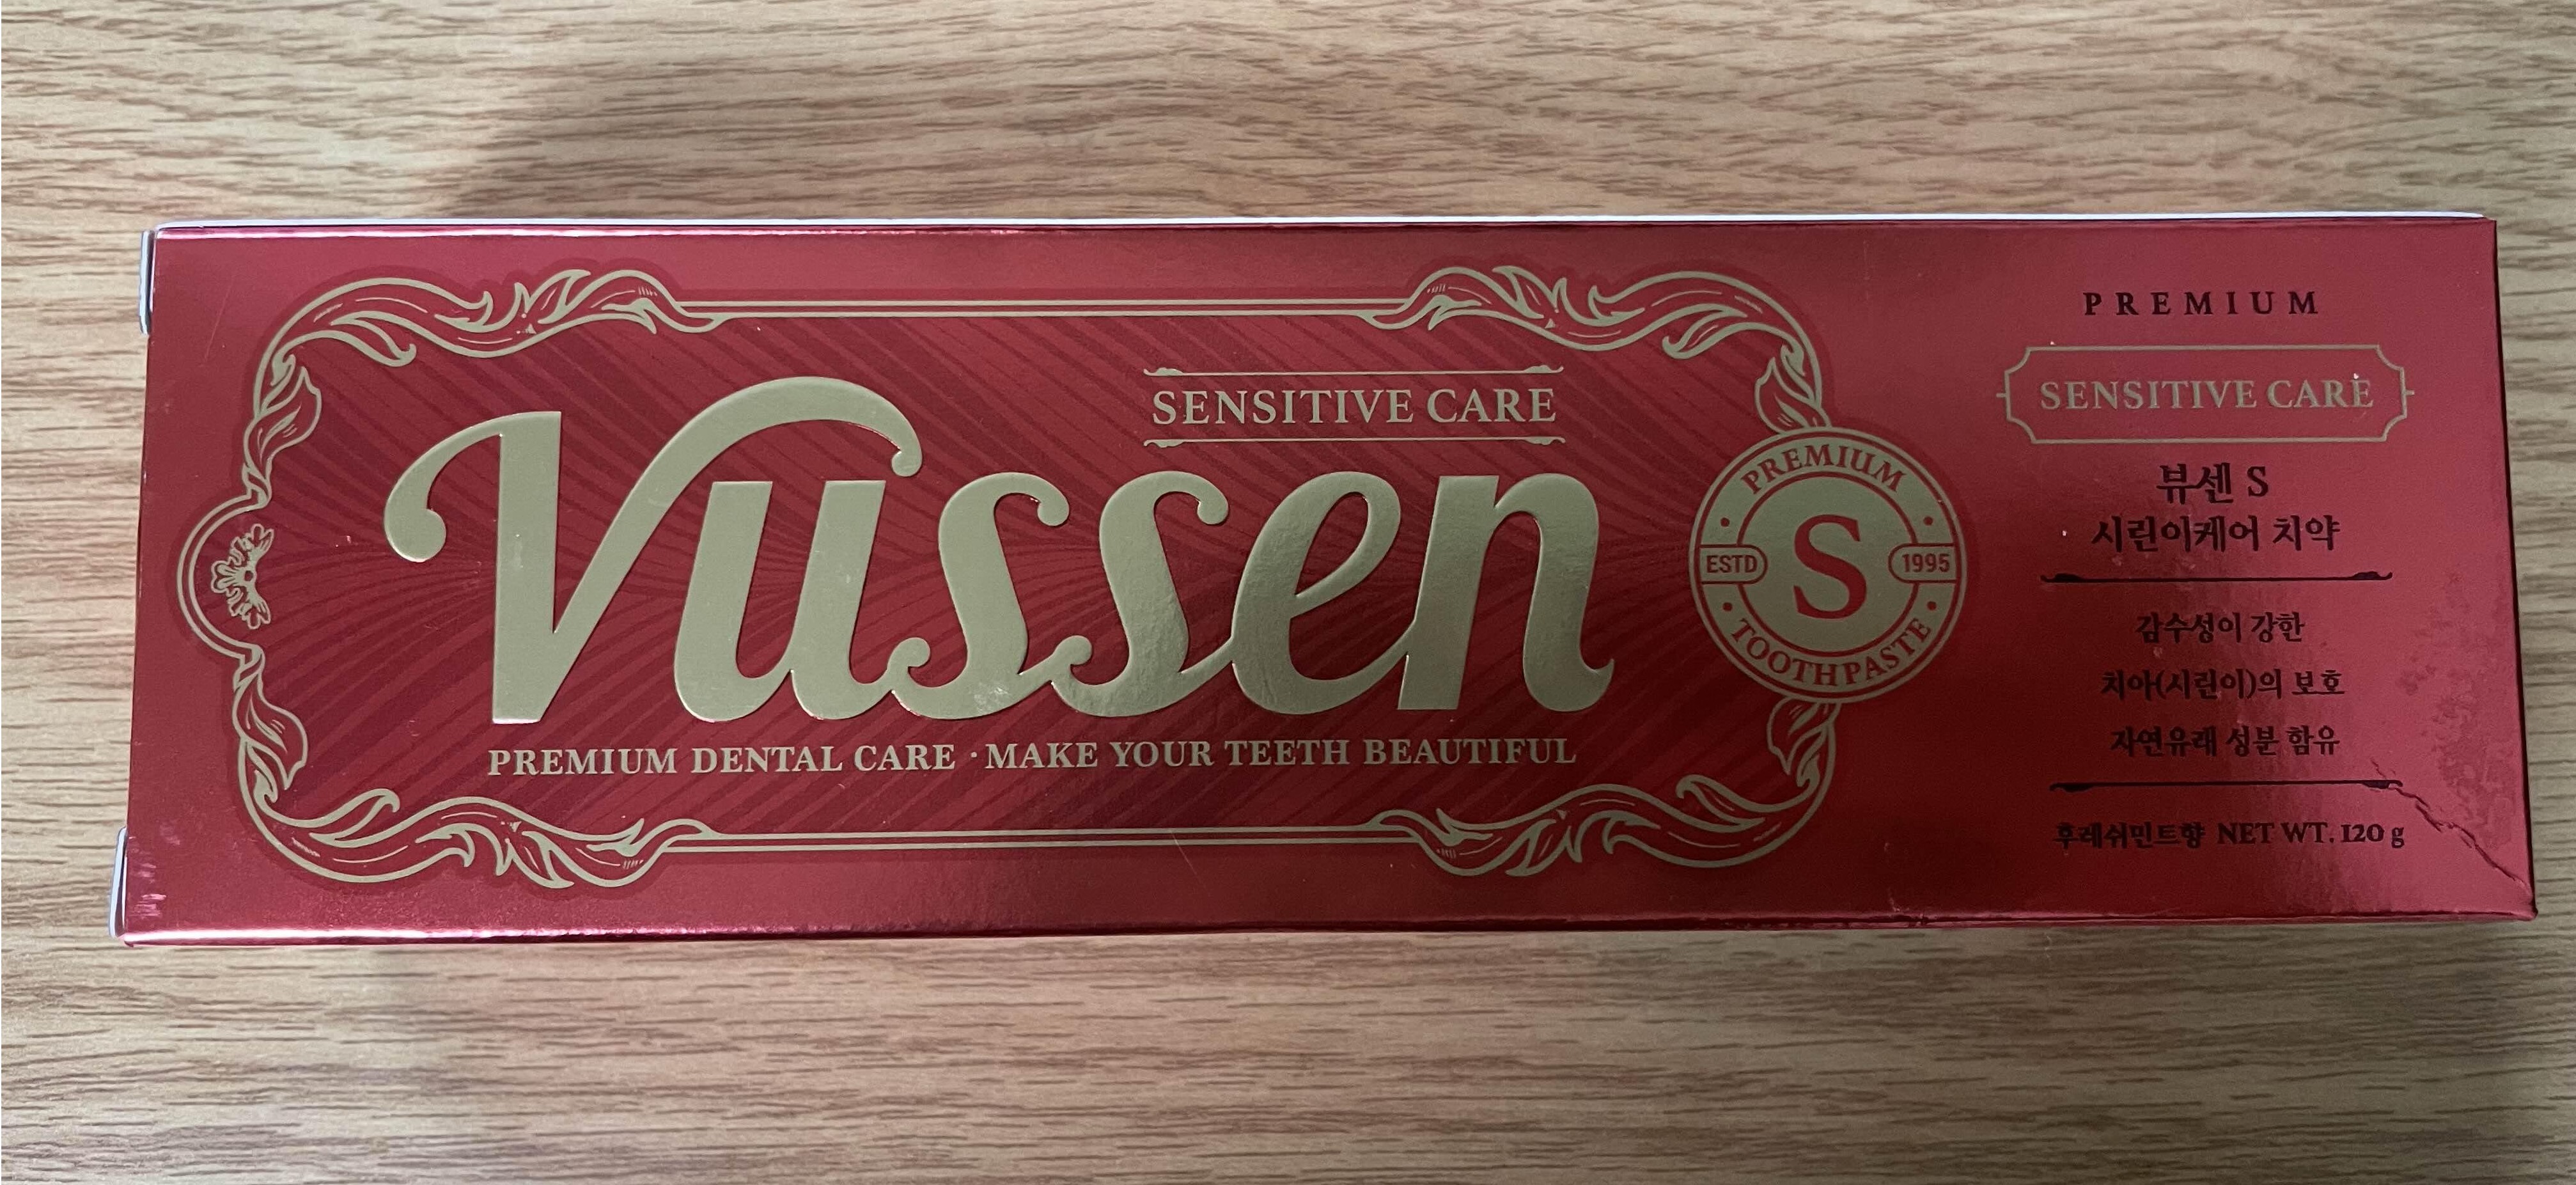 SENSITIVE CARE
Vussen
PREMIUM DENTAL CARE · MAKE YOUR TEETH BEAUTIFUL
PREMIUM
ESTD S 1995
TOOTHPASTE
PREMIUM
SENSITIVE CARE
뷰센 S
시린이케어 치약
감수성이 강한
치아(시린이)의 보호
자연유래 성분 함유
후레쉬민트향 NET WT. 120 g